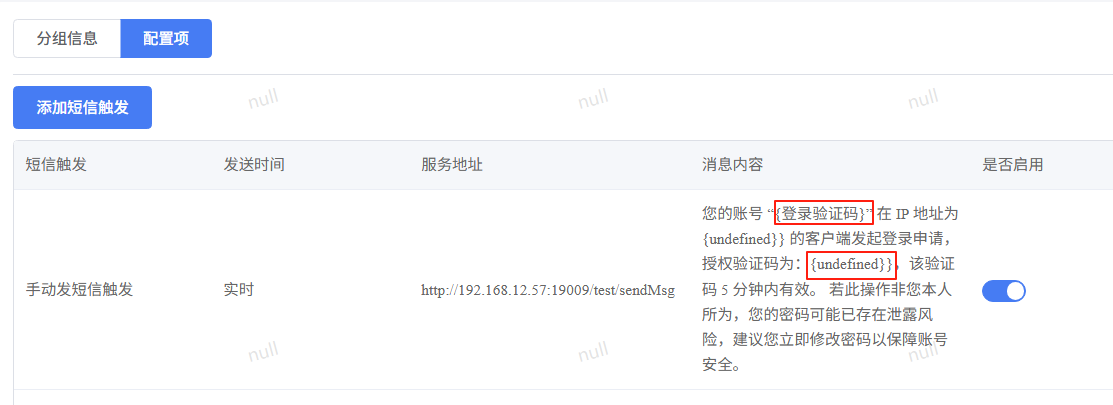 分组信息 配置项
添加短信触发
null null null
短信触发 发送时间 服务地址 消息内容 是否启用
您的账号 “{登录验证码}” 在 IP 地址为
{undefined}} 的客户端发起登录申请，
授权验证码为：{undefined}}，该验证
手动发短信触发 实时 http://192.168.12.57:19009/test/sendMsg
码 5 分钟内有效。 若此操作非您本人
所为，您的密码可能已存在泄露风
险，建议您立即修改密码以保障账号
安全。
null null null